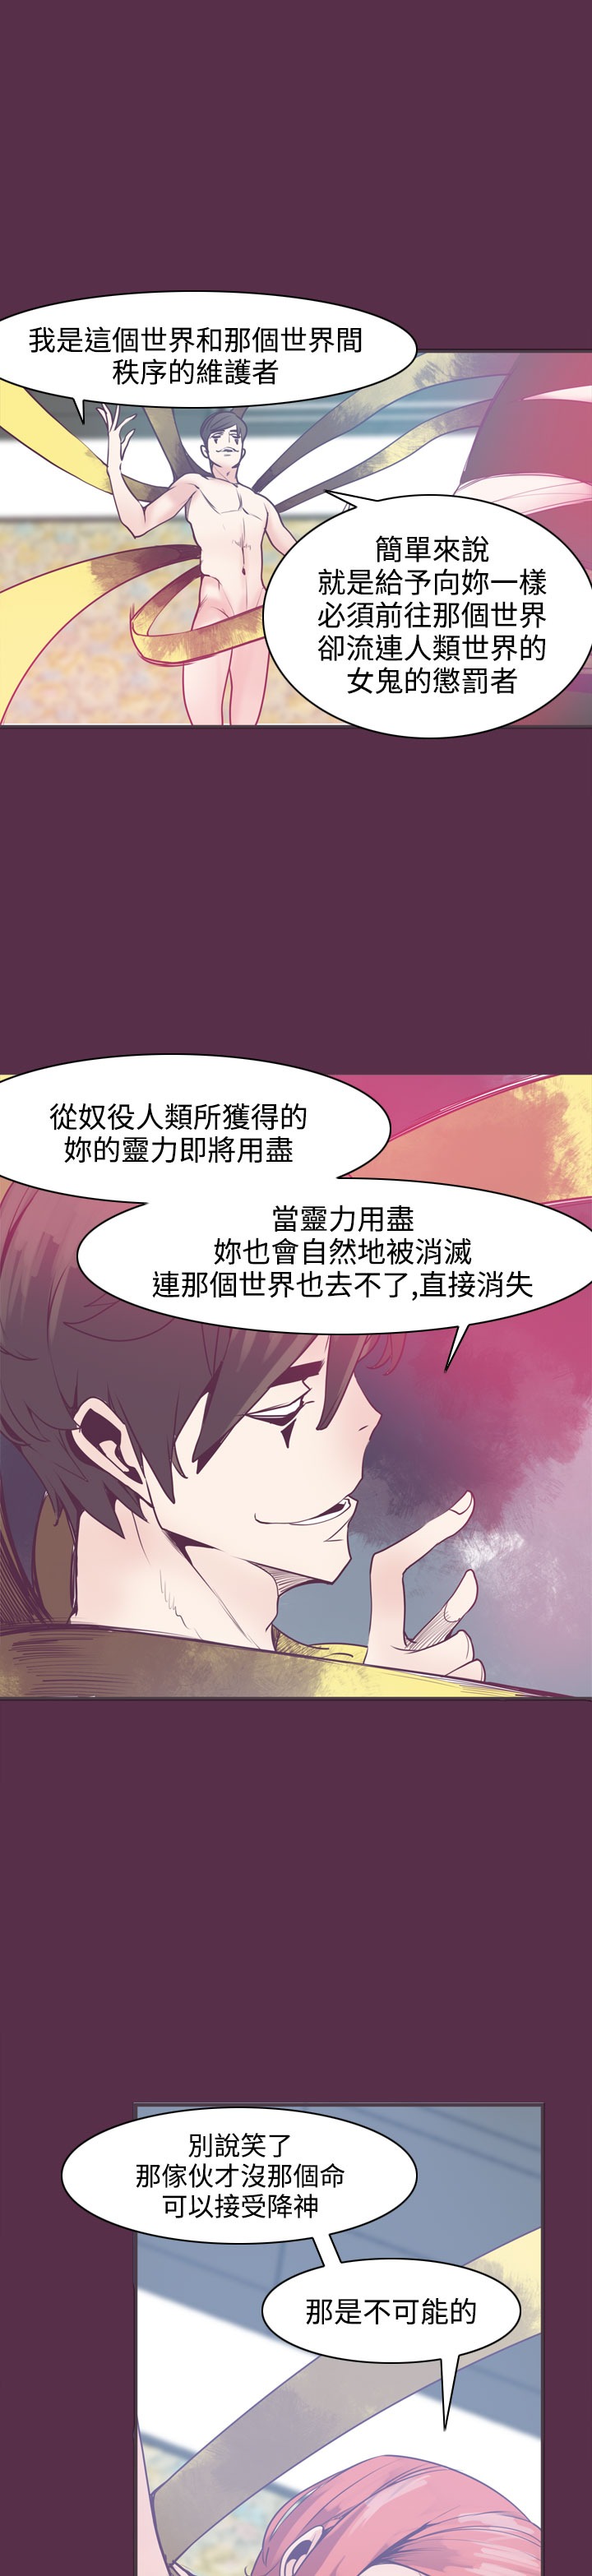 我是這個世界和那個世界間
秩序的維護者
簡單來說
就是給予向妳一樣
必須前往那個世界
卻流連人類世界的
女鬼的懲罰者
從奴役人類所獲得的
妳的靈力即將用盡
當靈力用盡
妳也會自然地被消滅
連那個世界也去不了,直接消失
別說笑了
那傢伙才沒那個命
可以接受降神
那是不可能的